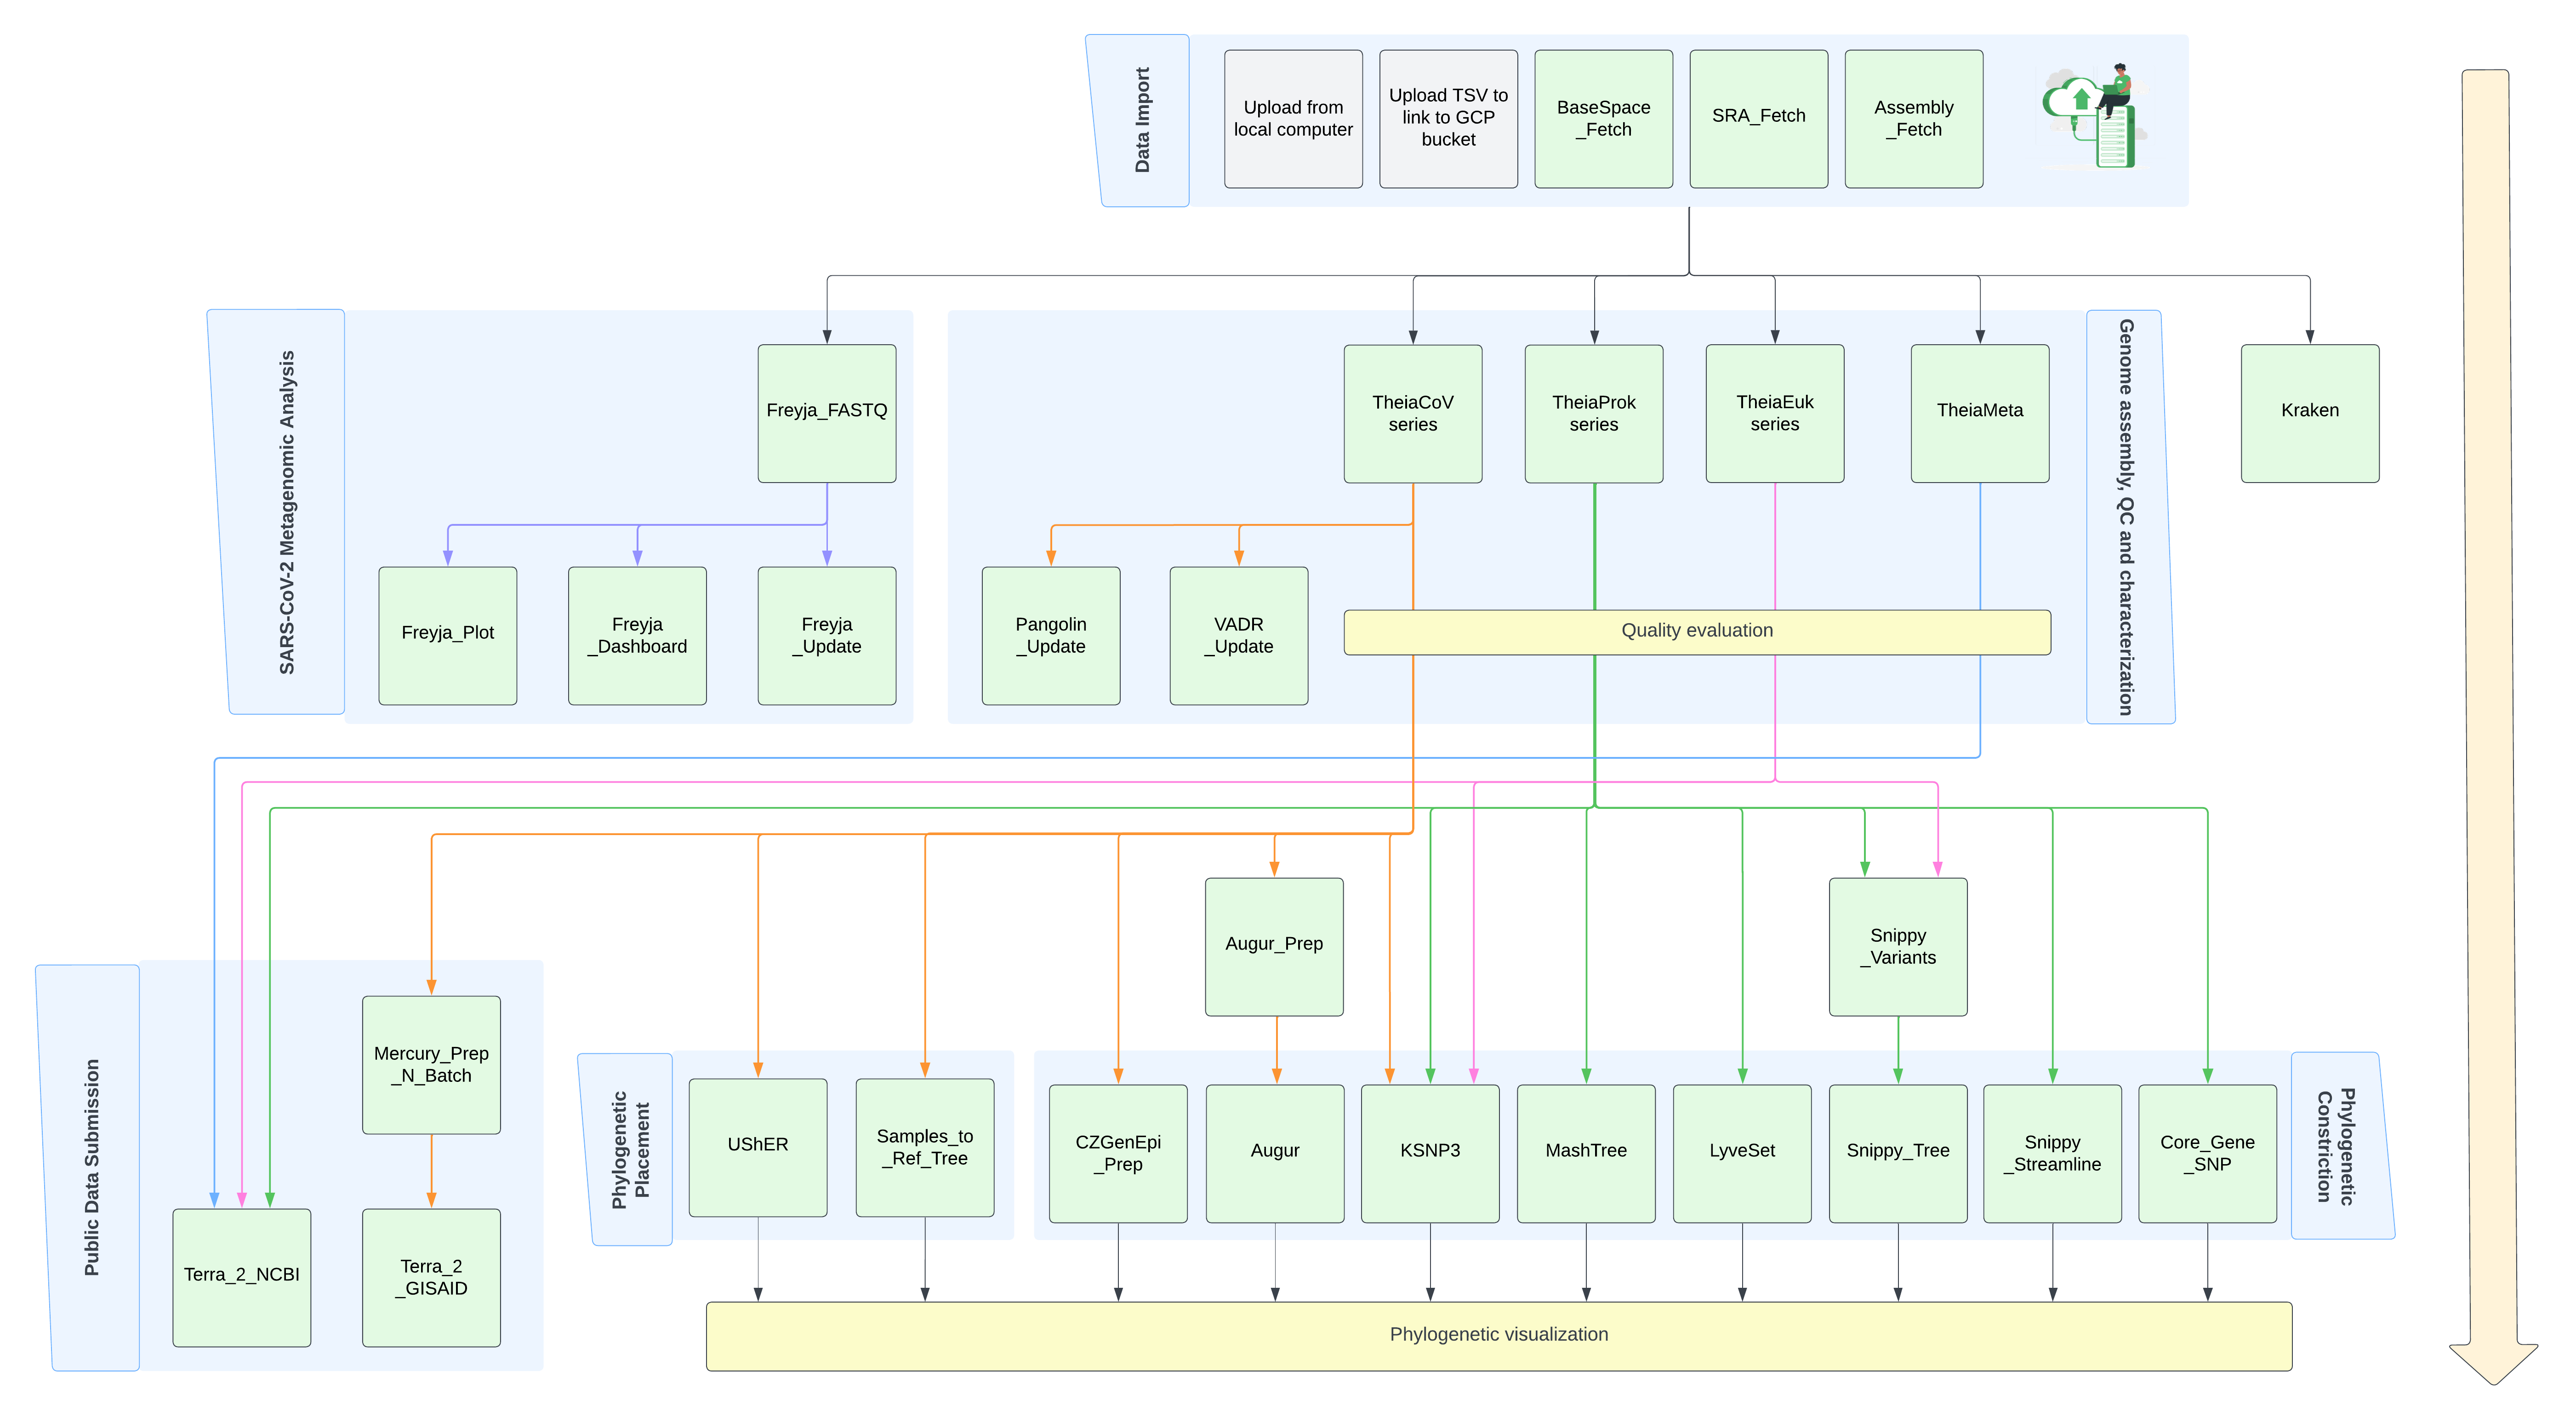 Data Import
Upload from
local computer
Upload TSV to
link to GCP
bucket
BaseSpace
_Fetch
SRA_Fetch
Assembly
_Fetch
SARS-CoV-2 Metagenomic Analysis
Freyja_FASTQ
TheiaCoV
series
TheiaProk
series
TheiaEuk
series
TheiaMeta
Genome assembly, QC and characterization
Kraken
Freyja_Plot
Freyja
_Dashboard
Freyja
_Update
Pangolin
_Update
VADR
_Update
Quality evaluation
Augur_Prep
Snippy
_Variants
Public Data Submission
Mercury_Prep
_N_Batch
Terra_2_NCBI
Terra_2
_GISAID
Phylogenetic
Placement
UShER
Samples_to
_Ref_Tree
CZGenEpi
_Prep
Augur
KSNP3
MashTree
LyveSet
Snippy_Tree
Snippy
_Streamline
Core_Gene
_SNP
Phylogenetic
Constriction
Phylogenetic visualization